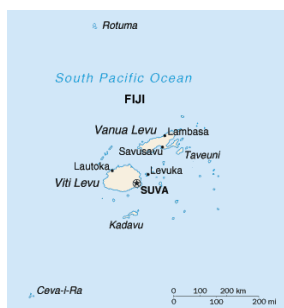 Rotuma
South Pacific Ocean
FIJI
Vanua Levu
Lambasa
Savusavu
Taveuni
Lautoka
Levuka
Viti Levu
SUVA
Kadavu
Ceva-i-Ra
0 100 200 km
0 100 200 mi